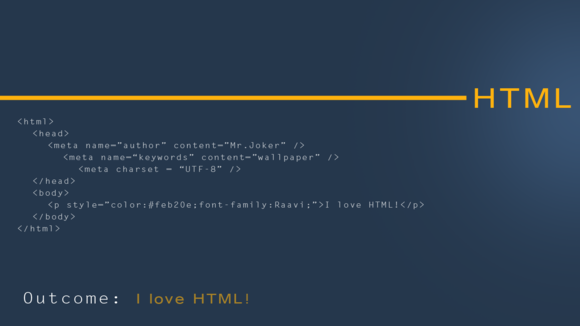 HTML
<html>
<head>
<meta name="author" content="Mr.Joker" />
<meta name="keywords" content="wallpaper" />
<meta charset = "UTF-8" />
</head>
<body>
<p style="color:#feb20e;font-family:Raavi;">I love HTML!</p>
</body>
</html>
Outcome: I love HTML!